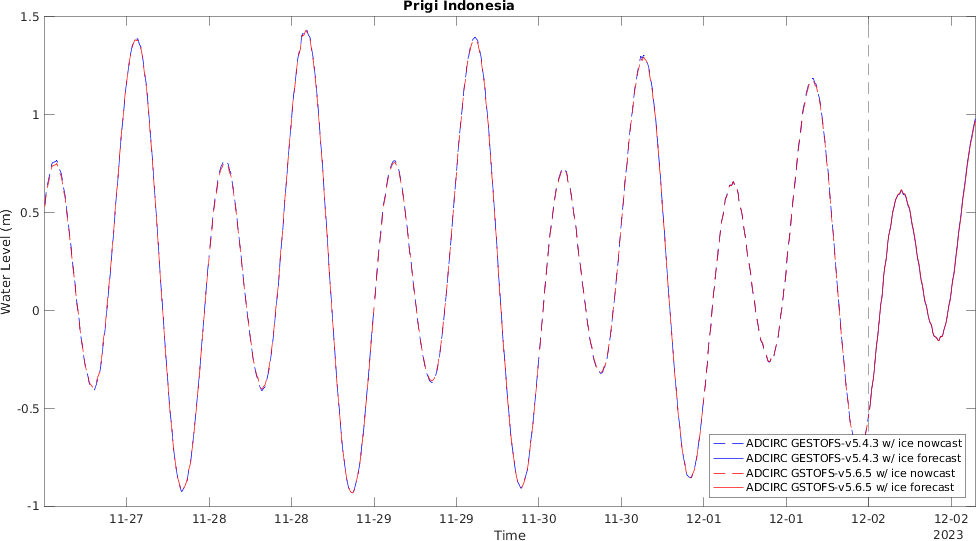 Prigi Indonesia
1.5
1
0.5
0
-0.5
-1
Water Level (m)
11-27 11-28 11-28 11-29 11-29 11-30 11-30 12-01 12-01 12-02 12-02
2023
Time
ADCIRC GESTOFS-v5.4.3 w/ ice nowcast
ADCIRC GESTOFS-v5.4.3 w/ ice forecast
ADCIRC GSTOFS-v5.6.5 w/ ice nowcast
ADCIRC GSTOFS-v5.6.5 w/ ice forecast